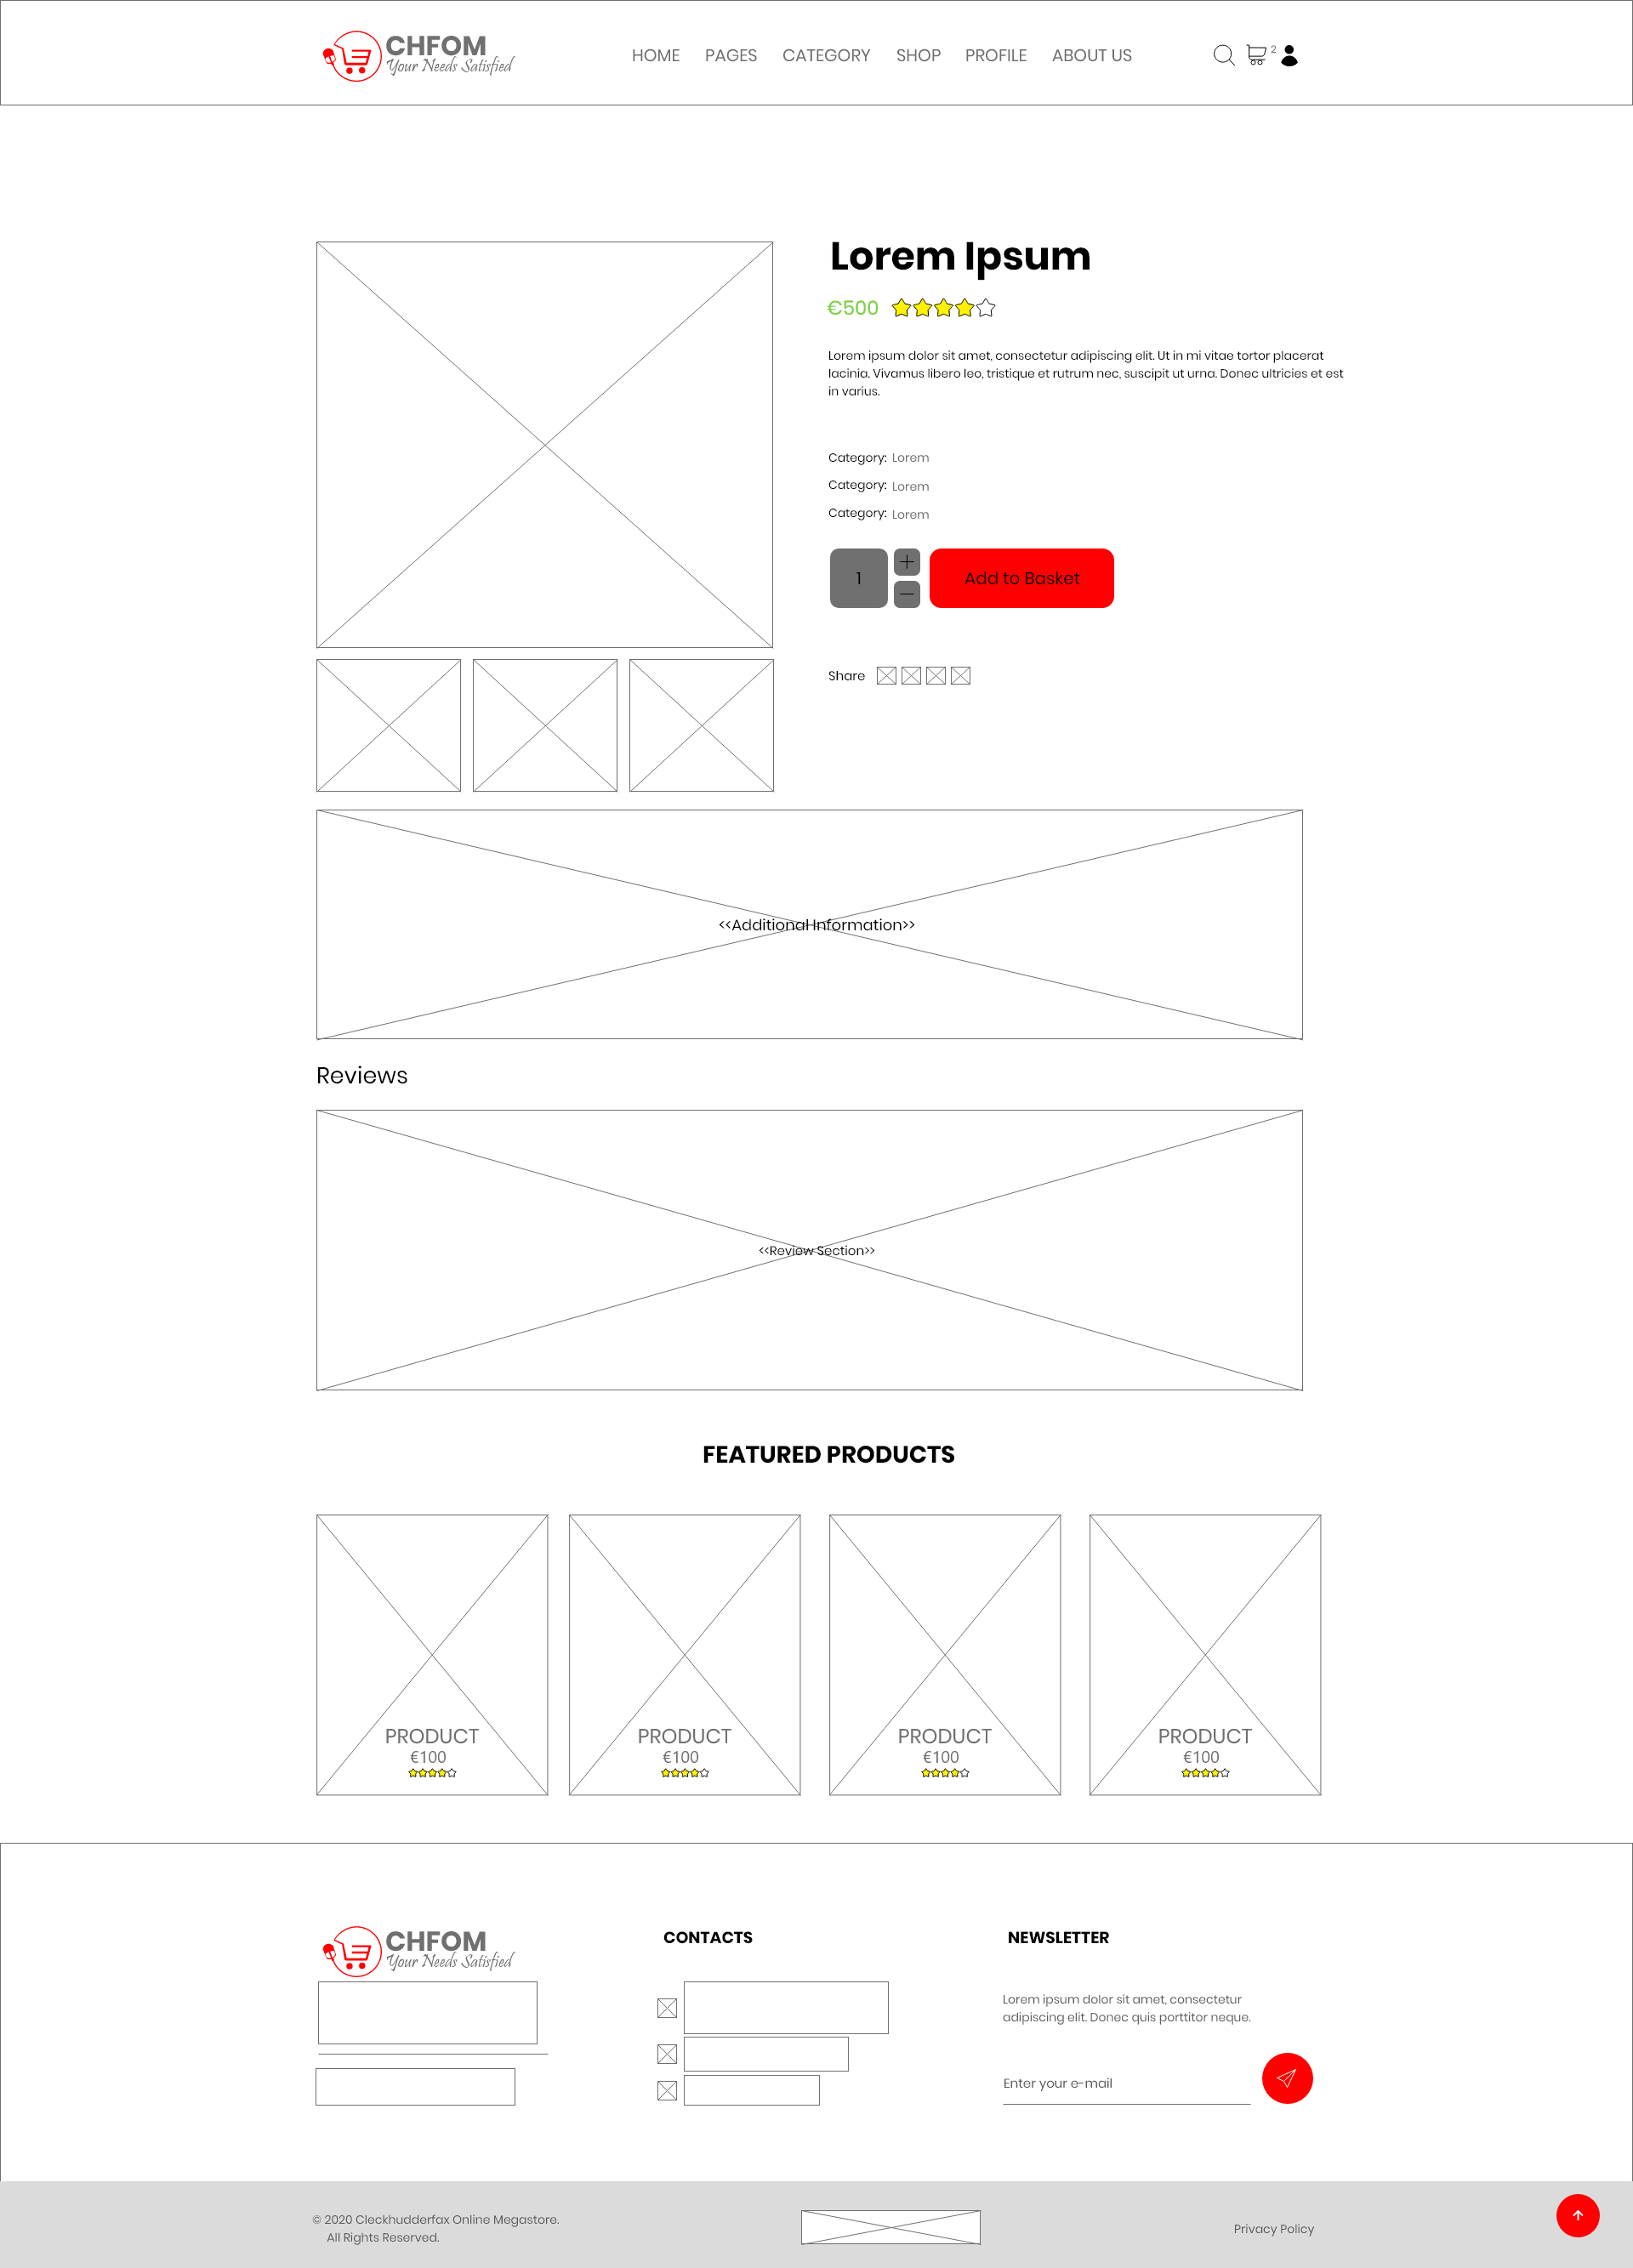 CHFOM
Your Needs Satisfied
HOME PAGES CATEGORY SHOP PROFILE ABOUT US
2
Lorem Ipsum
€500
Lorem ipsum dolor sit amet, consectetur adipiscing elit. Ut in mi vitae tortor placerat
lacinia. Vivamus libero leo, tristique et rutrum nec, suscipit ut urna. Donec ultricies et est
in varius.
Category: Lorem
Category: Lorem
Category: Lorem
1
Add to Basket
Share
<<Additional Information>>
Reviews
<<Review Section>>
FEATURED PRODUCTS
PRODUCT
€100
PRODUCT
€100
PRODUCT
€100
PRODUCT
€100
CHFOM
Your Needs Satisfied
CONTACTS
NEWSLETTER
Lorem ipsum dolor sit amet, consectetur
adipiscing elit. Donec quis porttitor neque.
Enter your e-mail
© 2020 Cleckhudderfax Online Megastore.
All Rights Reserved.
Privacy Policy